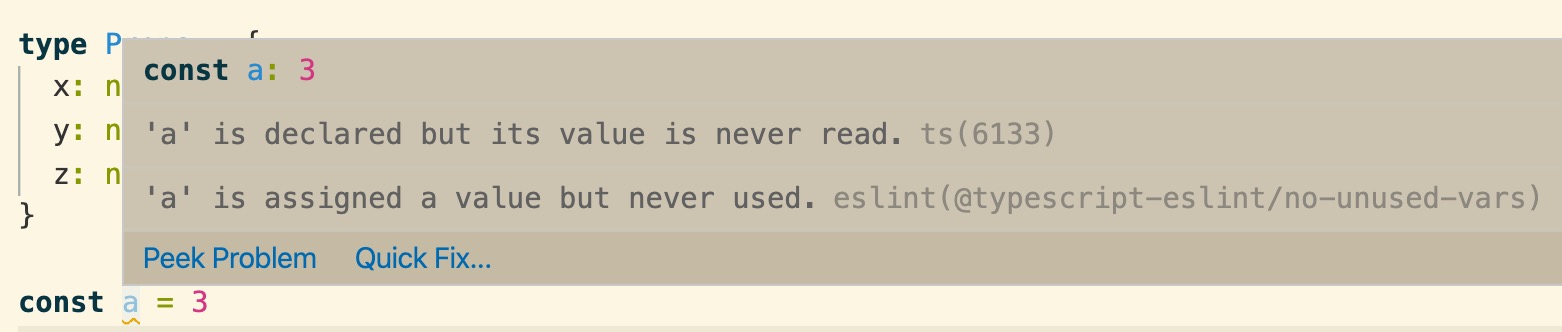 type
const a: 3
x:
'a' is declared but its value is never read. ts(6133)
y:
z:
'a' is assigned a value but never used. eslint(@typescript-eslint/no-unused-vars)
}
Peek Problem Quick Fix...
const a = 3